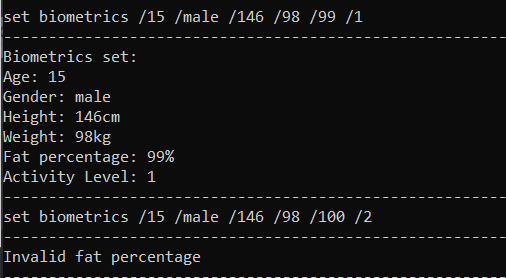 set biometrics /15 /male /146 /98 /99 /1
--------------------------------------------------
Biometrics set:
Age: 15
Gender: male
Height: 146cm
Weight: 98kg
Fat percentage: 99%
Activity Level: 1
--------------------------------------------------
set biometrics /15 /male /146 /98 /100 /2
--------------------------------------------------
Invalid fat percentage
--------------------------------------------------